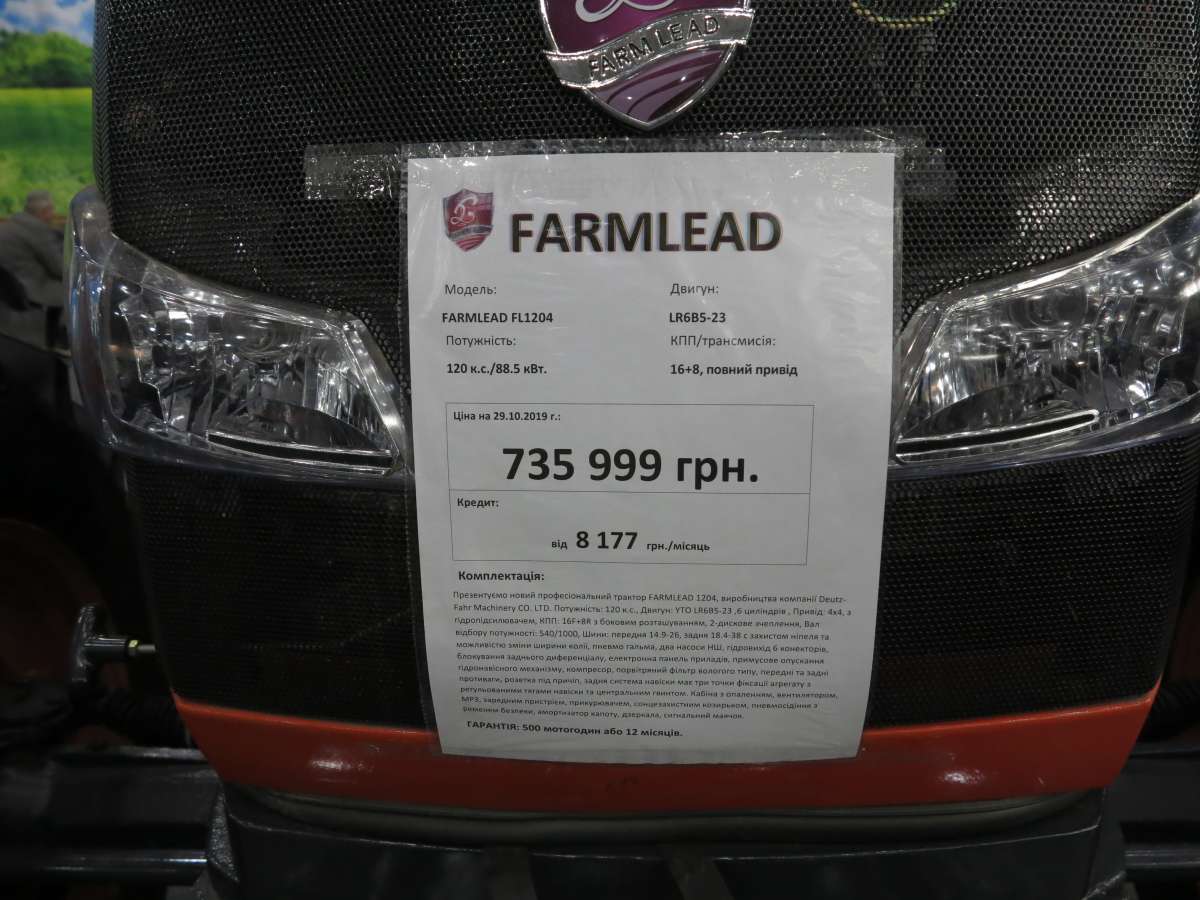 FARM LEAD
FARMLEAD
Модель:
Двигун:
FARMLEAD FL1204
LR6B5-23
Потужність:
КПП/трансмисія:
120 к.с./88.5 кВт.
16+8, повний привід
Ціна на 29.10.2019 г.:
735 999 грн.
Кредит:
від 8 177 грн./місяць
Комплектація:
Презентуємо новий професіональний трактор FARMLEAD 1204, виробництва компанії Deutz-
Fahr Machinery CO. LTD. Потужність: 120 к.с., Двигун: YTO LR6B5-23 ,6 циліндрів , Привід: 4х4, з
гідропідсилювачем, КПП: 16F+8R з боковим розташуванням, 2-дискове зчеплення, Вал
відбору потужності: 540/1000, Шини: передня 14.9-26, задня 18.4-38 с захистом ніпеля та
можливістю зміни ширини колії, пневмо гальма, два насоси НШ, гідровихід 6 конекторів,
блокування заднього диференціалу, електронна панель приладів, примусове опускання
гідронавісного механізму, компресор, порвітряний фільтр вологого типу, передні та задні
противаги, розетка під причіп, задня система навіски має три точки фіксації агрегату з
регульованими тягами навіски та центральним гвинтом. Кабіна з опаленням, вентилятором,
МР3, зарядним пристрієм, прикурювачем, сонцезахистним козирьком, пневмосідіння з
рименями безпеки, амортизатор капоту, дзеркала, сигнальний маячок.
ГАРАНТІЯ: 500 мотогодин або 12 місяців.